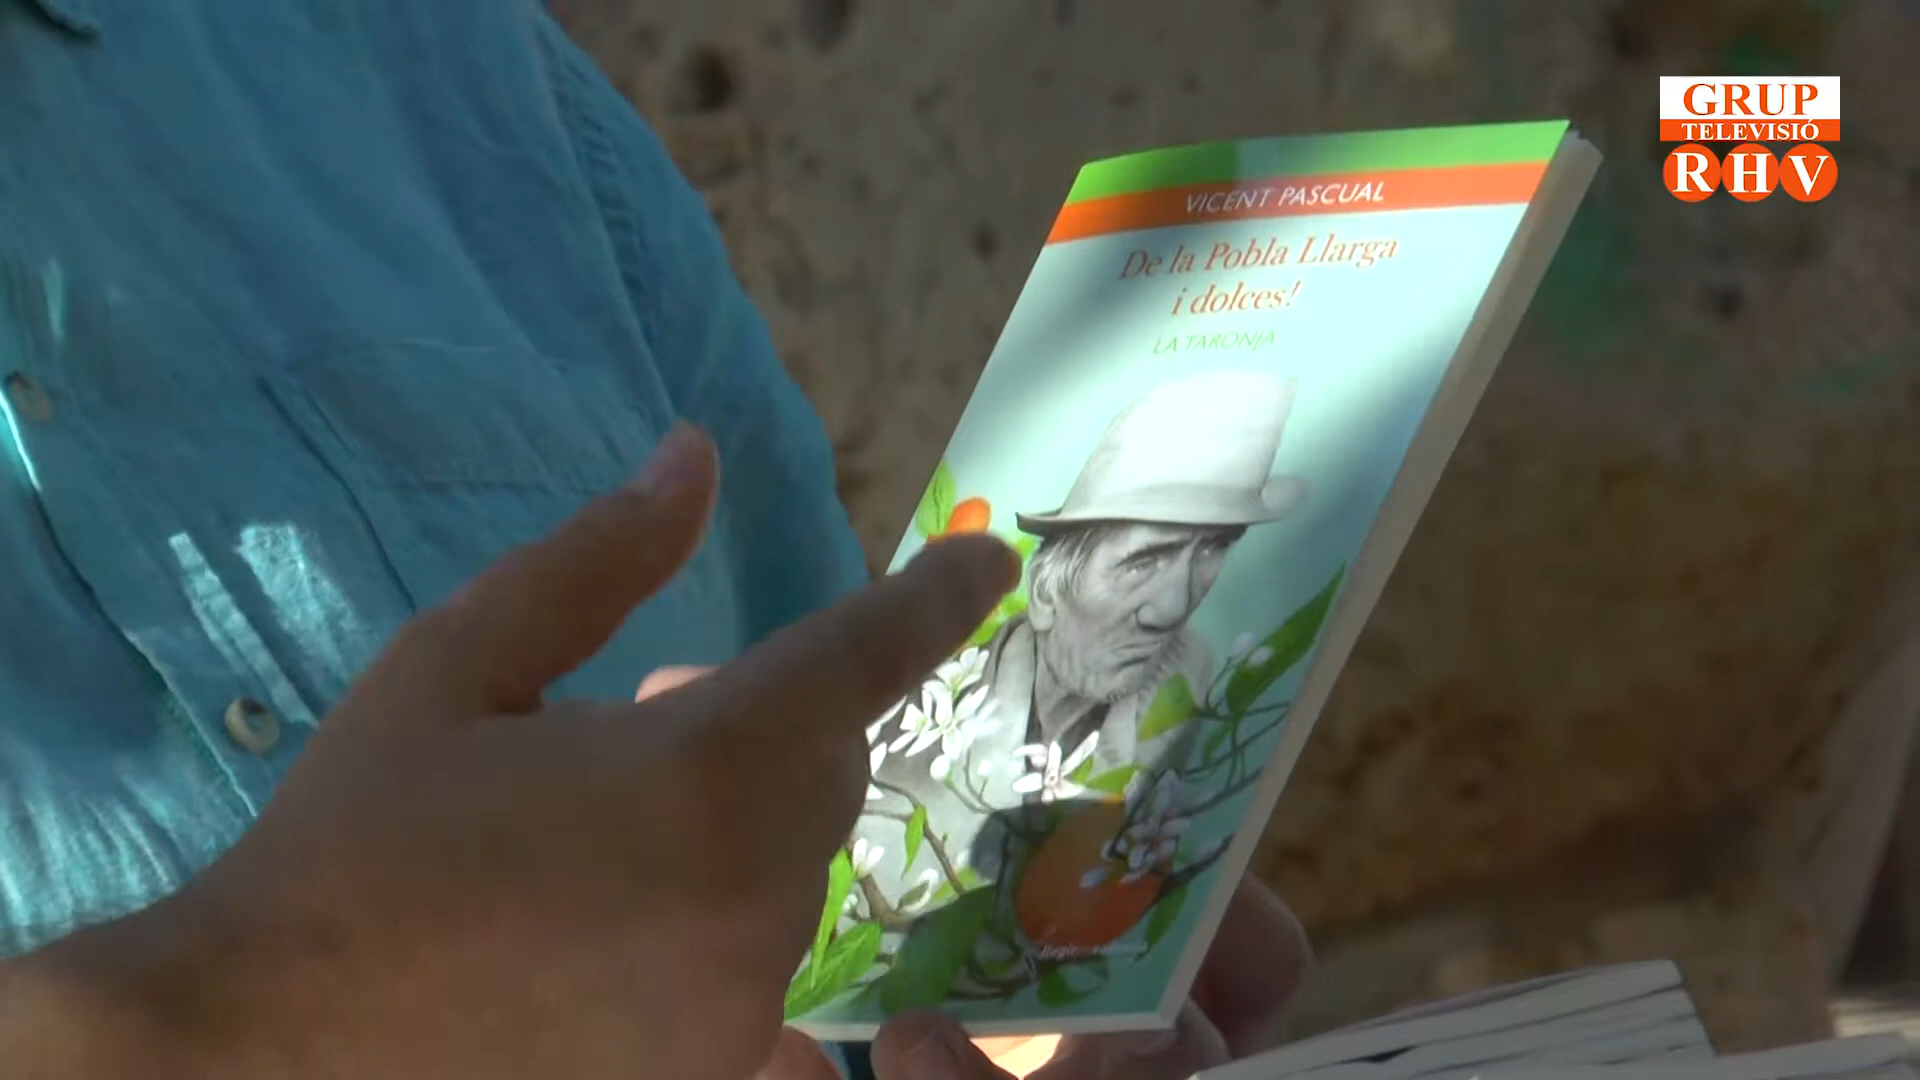 GRUP
TELEVISIÓ
RHV
VICENT PASCUAL
De la Pobla Llarga
i dolces!
LA TARONJA